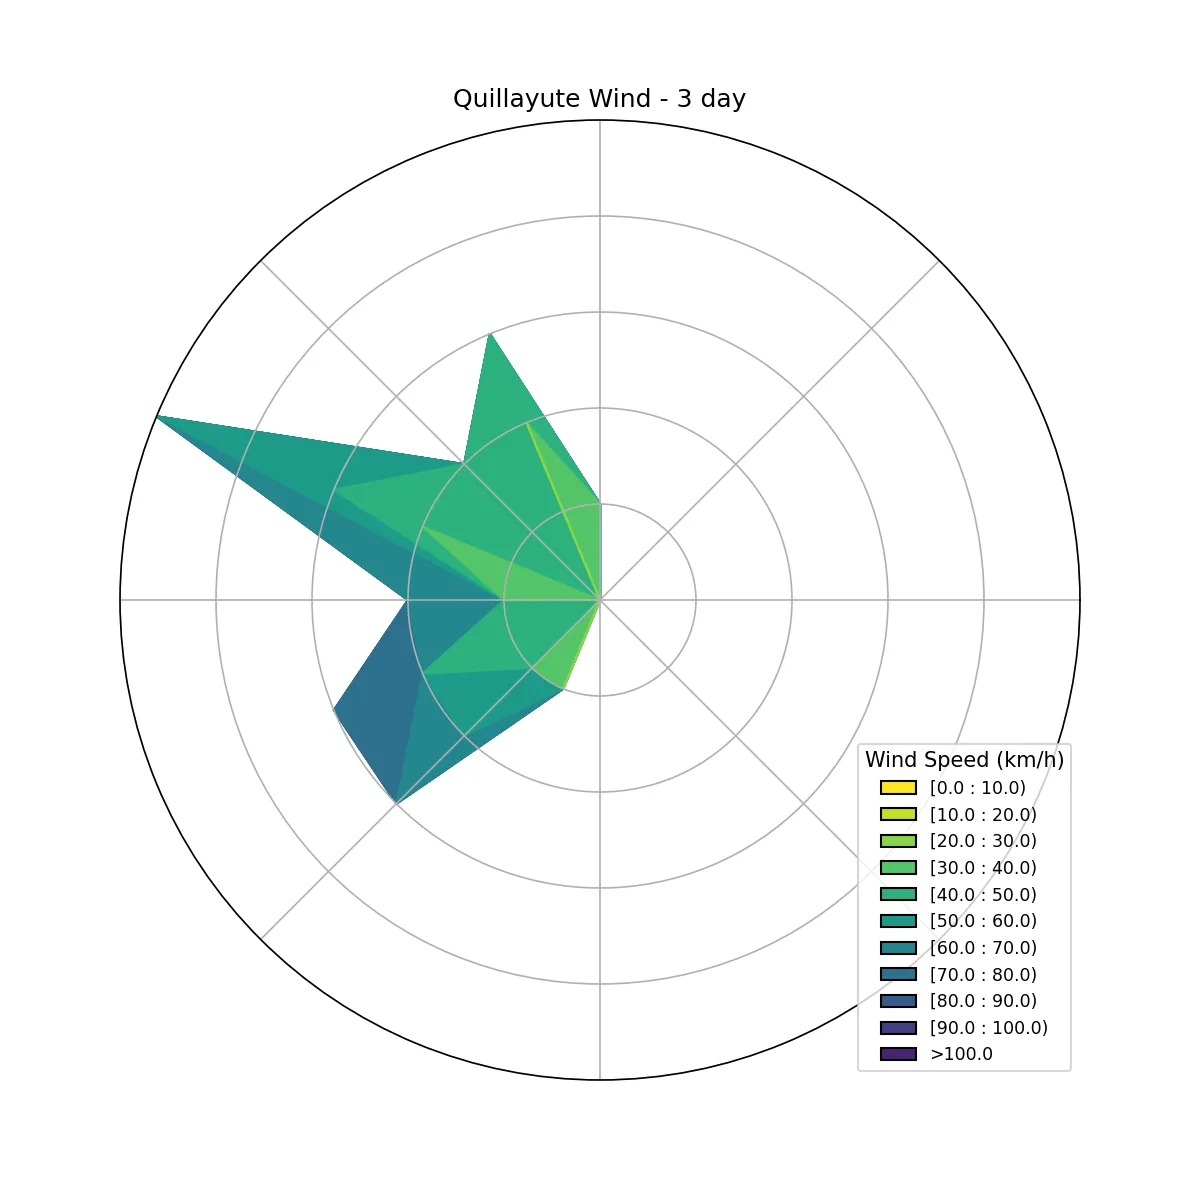 Quillayute Wind - 3 day
Wind Speed (km/h)
[0.0 : 10.0)
[10.0 : 20.0)
[20.0 : 30.0)
[30.0 : 40.0)
[40.0 : 50.0)
[50.0 : 60.0)
[60.0 : 70.0)
[70.0 : 80.0)
[80.0 : 90.0)
[90.0 : 100.0)
>100.0